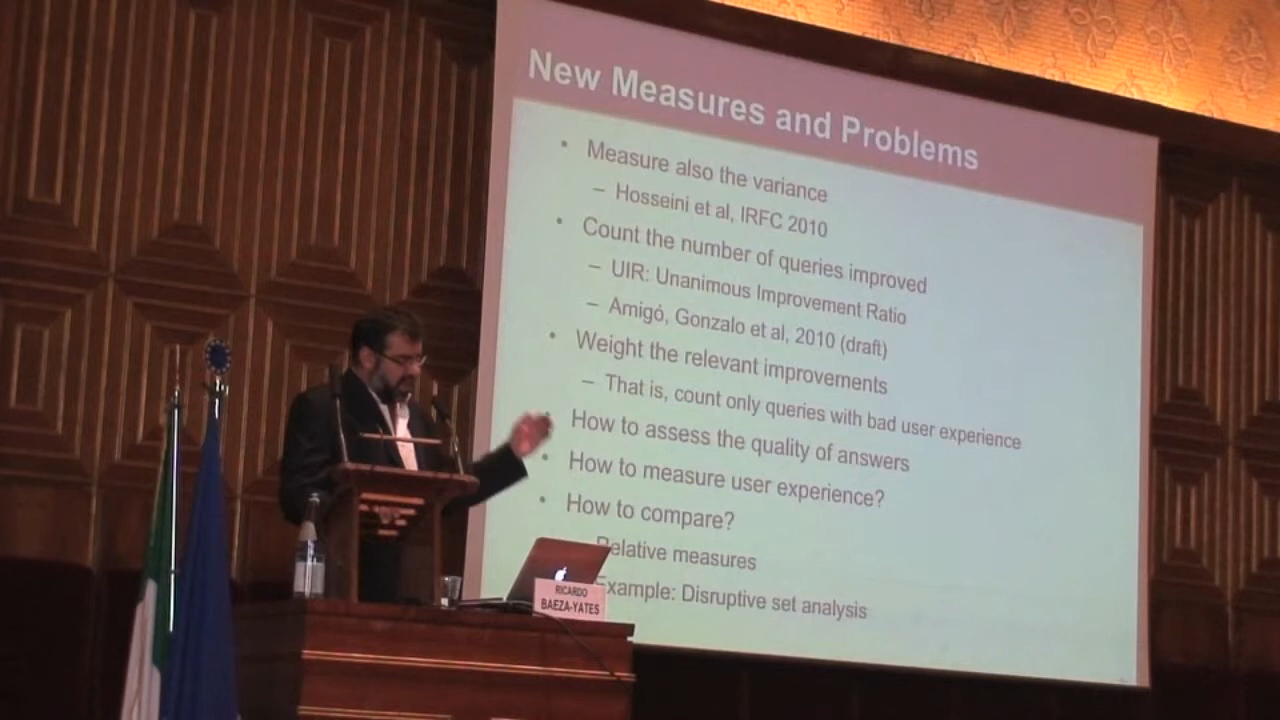 New Measures and Problems
• Measure also the variance
– Hosseini et al, IRFC 2010
• Count the number of queries improved
– UIR: Unanimous Improvement Ratio
– Amigó, Gonzalo et al, 2010 (draft)
• Weight the relevant improvements
– That is, count only queries with bad user experience
• How to assess the quality of answers
• How to measure user experience?
• How to compare?
Relative measures
Example: Disruptive set analysis
RICARDO
BAEZA-YATES